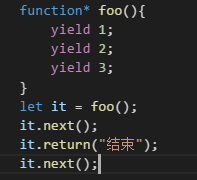 function* foo(){
    yield 1;
    yield 2;
    yield 3;
}
let it = foo();
it.next();
it.return("结束");
it.next();